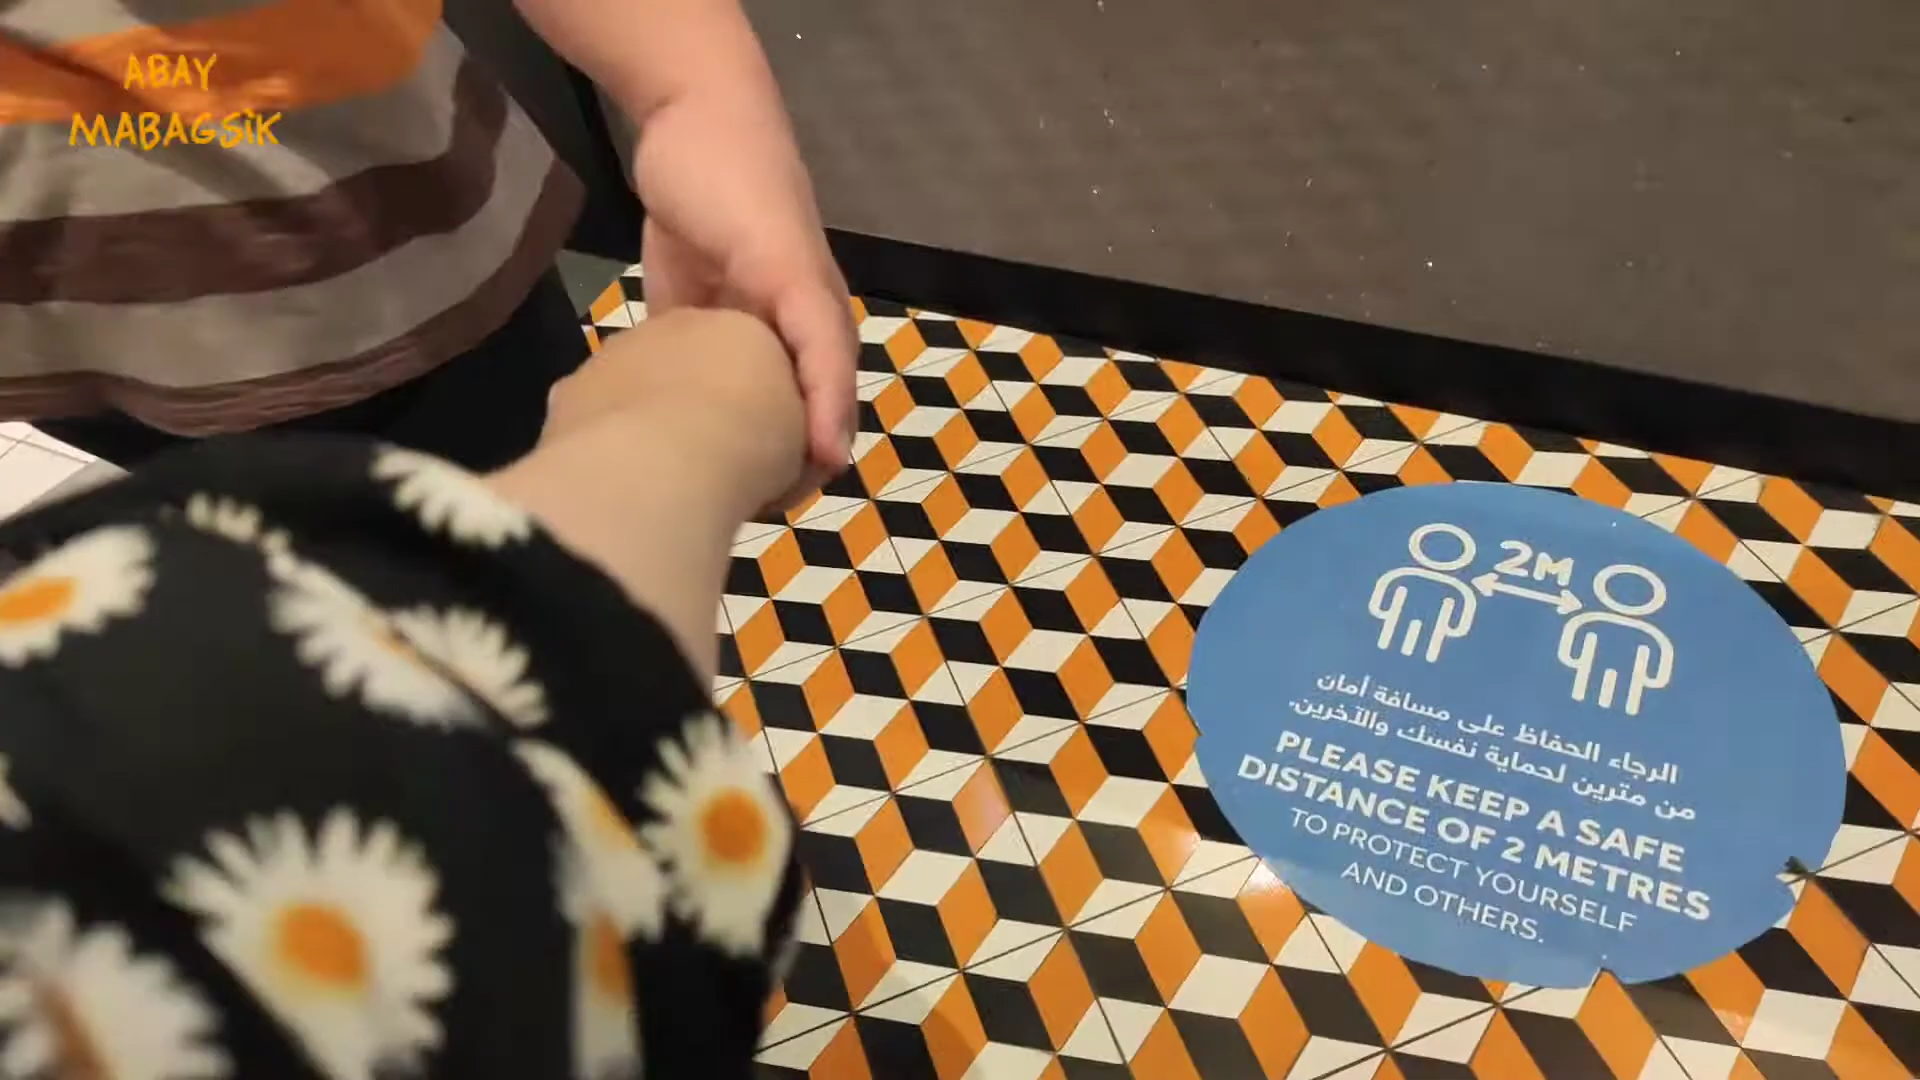 ABAY
MABAGSIK
2M
الرجاء الحفاظ على مسافة أمان
من مترين لحماية نفسك والآخرين.
PLEASE KEEP A SAFE
DISTANCE OF 2 METRES
TO PROTECT YOURSELF
AND OTHERS.